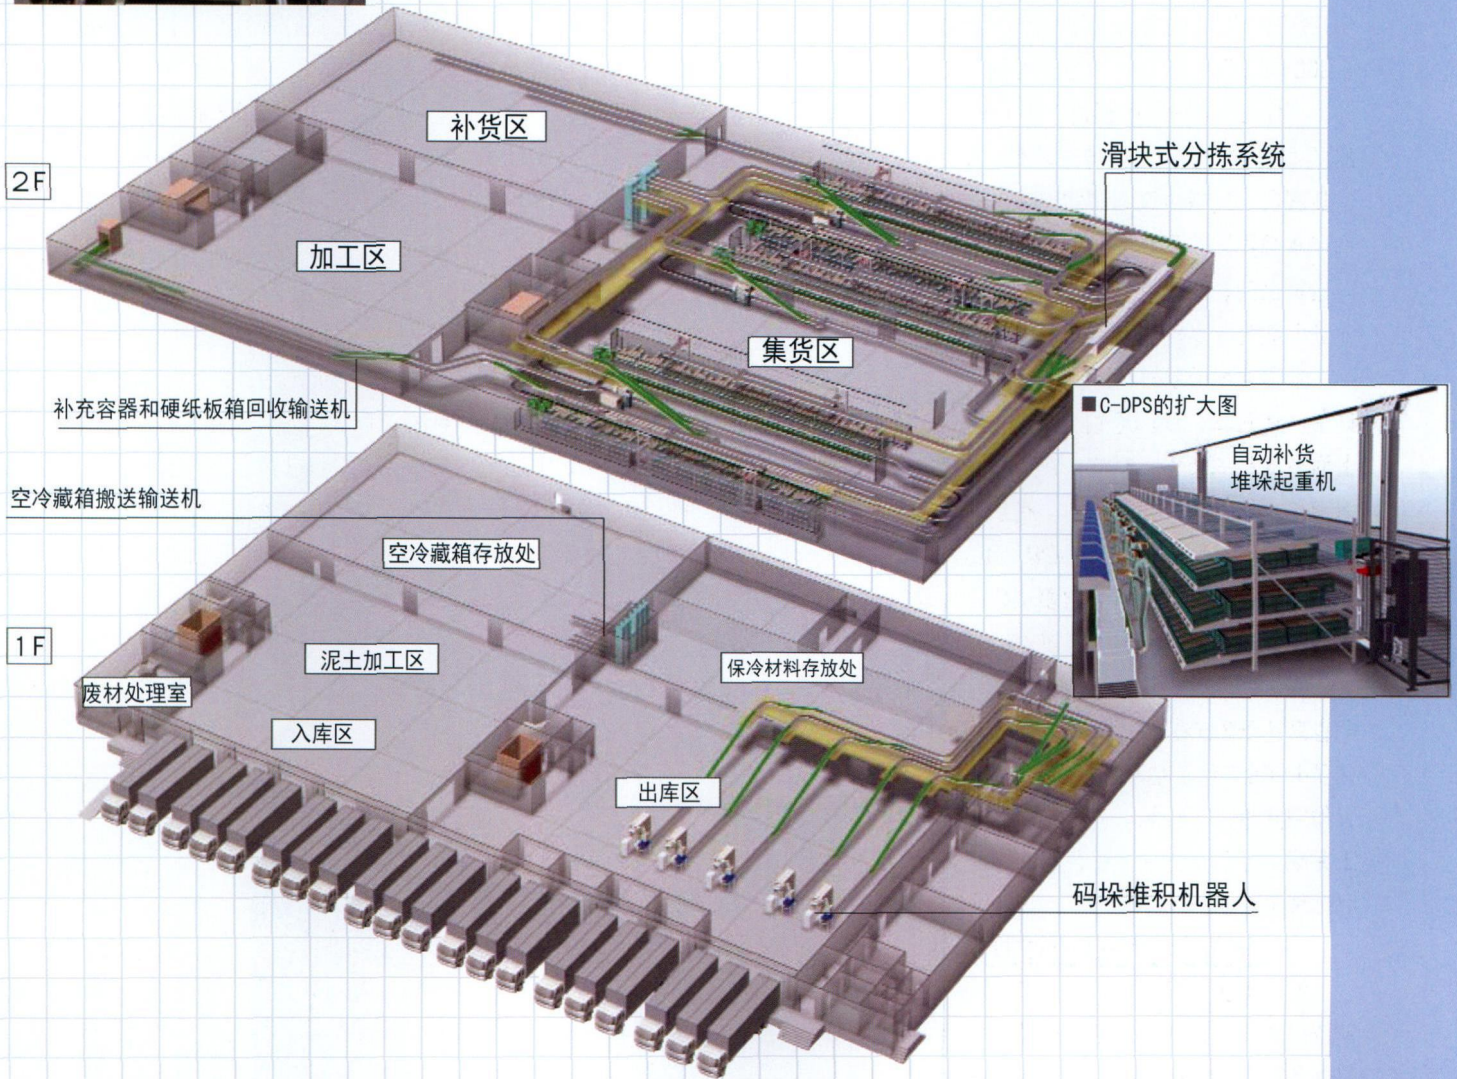 2F
补货区
加工区
集货区
滑块式分拣系统
补充容器和硬纸板箱回收输送机
■C-DPS的扩大图
自动补货
堆垛起重机
空冷藏箱搬送输送机
1F
空冷藏箱存放处
泥土加工区
保冷材料存放处
废材处理室
入库区
出库区
码垛堆积机器人